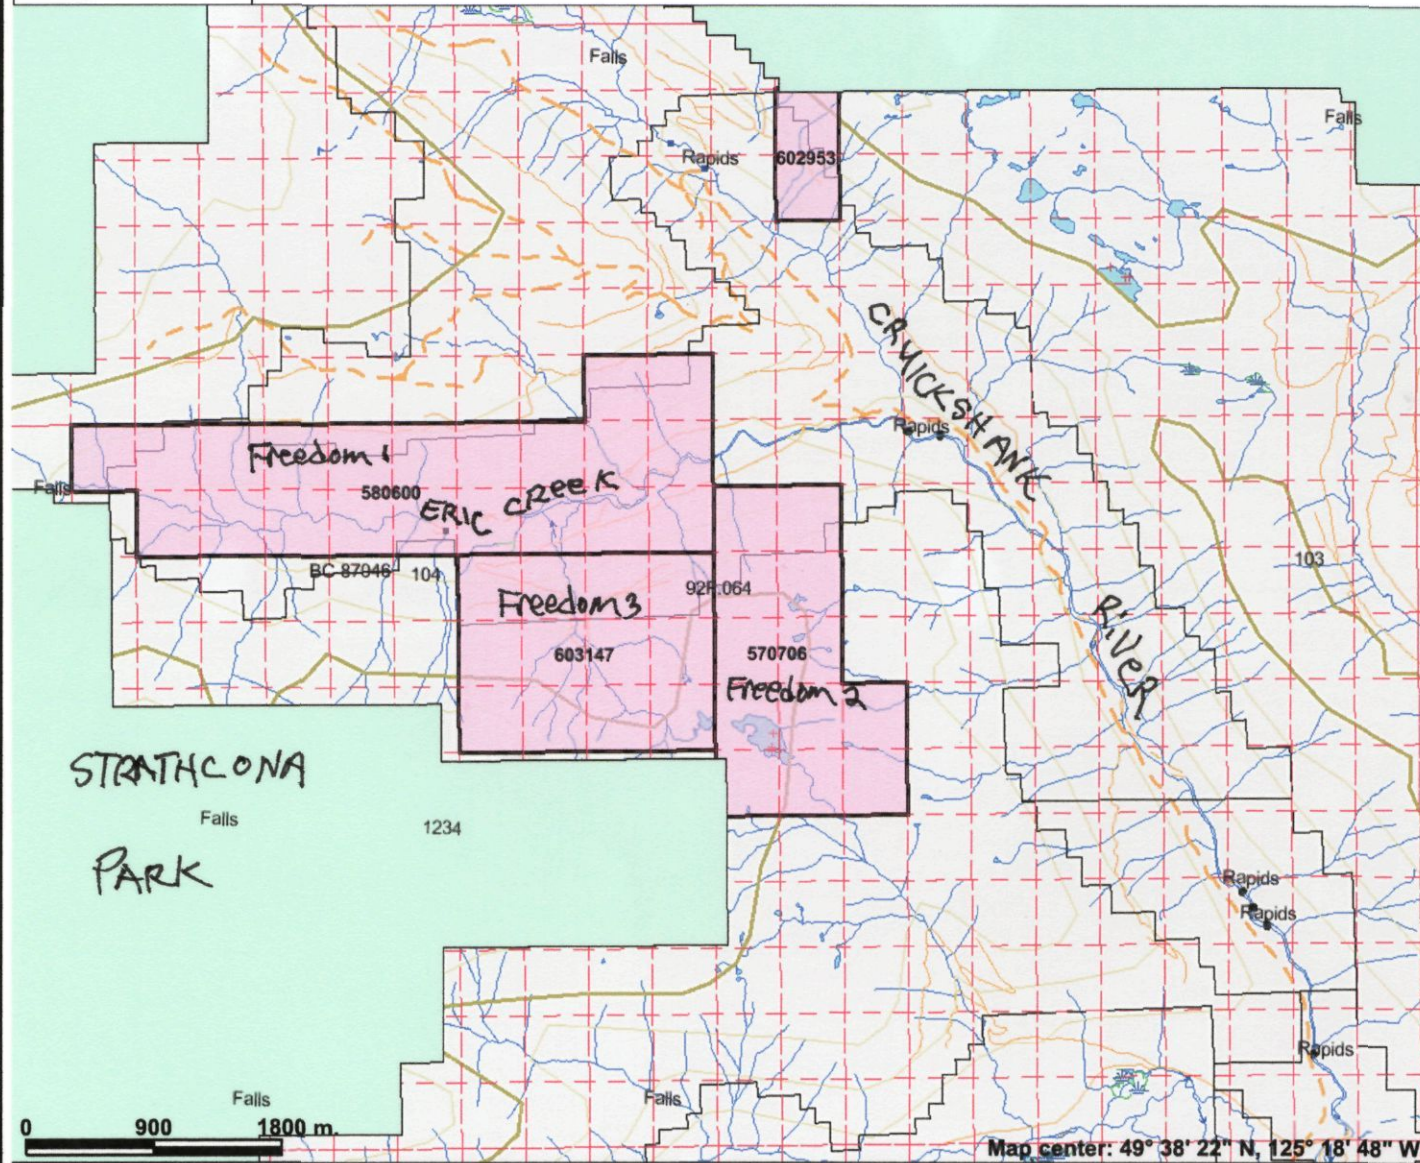 Falls
Falls
Rapids
602953
CRUICKSHANK
Rapids
Freedom 1
Falls
580600
ERIC CREEK
BC 87046
104
92F.064
103
Freedom 3
603147
570706
Freedom 2
RIVER
STRATHCONA
Falls
1234
PARK
Rapids
Rapids
Rapids
Falls
Falls
0 900 1800 m.
Map center: 49° 38' 22" N, 125° 18' 48" W